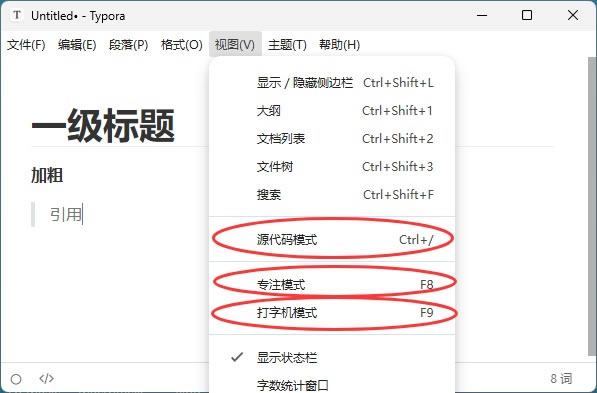 Untitled• - Typora
文件(F) 编辑(E) 段落(P) 格式(O) 视图(V) 主题(T) 帮助(H)
显示 / 隐藏侧边栏 Ctrl+Shift+L
大纲 Ctrl+Shift+1
文档列表 Ctrl+Shift+2
文件树 Ctrl+Shift+3
搜索 Ctrl+Shift+F
源代码模式 Ctrl+/
专注模式 F8
打字机模式 F9
显示状态栏
字数统计窗口
一级标题
加粗
引用
8 词